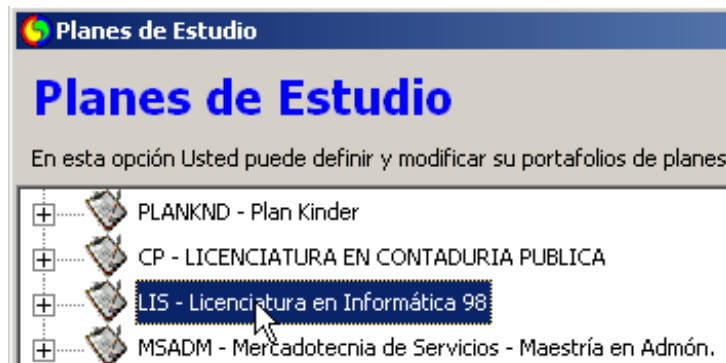 Planes de Estudio
Planes de Estudio
En esta opción Usted puede definir y modificar su portafolios de planes
PLANKND - Plan Kinder
CP - LICENCIATURA EN CONTADURIA PUBLICA
LIS - Licenciatura en Informática 98
MSADM - Mercadotecnia de Servicios - Maestría en Admón.